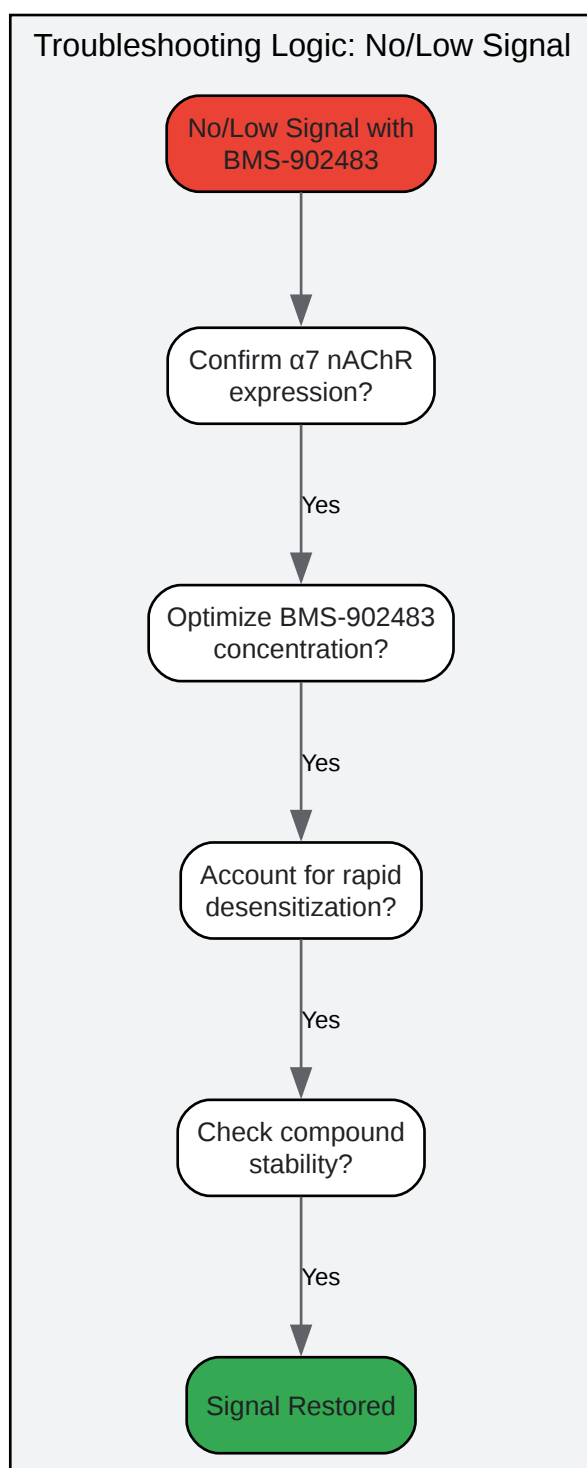 Troubleshooting Logic: No/Low Signal
No/Low Signal with
BMS-902483
Confirm α7 nAChR
expression?
Yes
Optimize BMS-902483
concentration?
Yes
Account for rapid
desensitization?
Yes
Check compound
stability?
Yes
Signal Restored